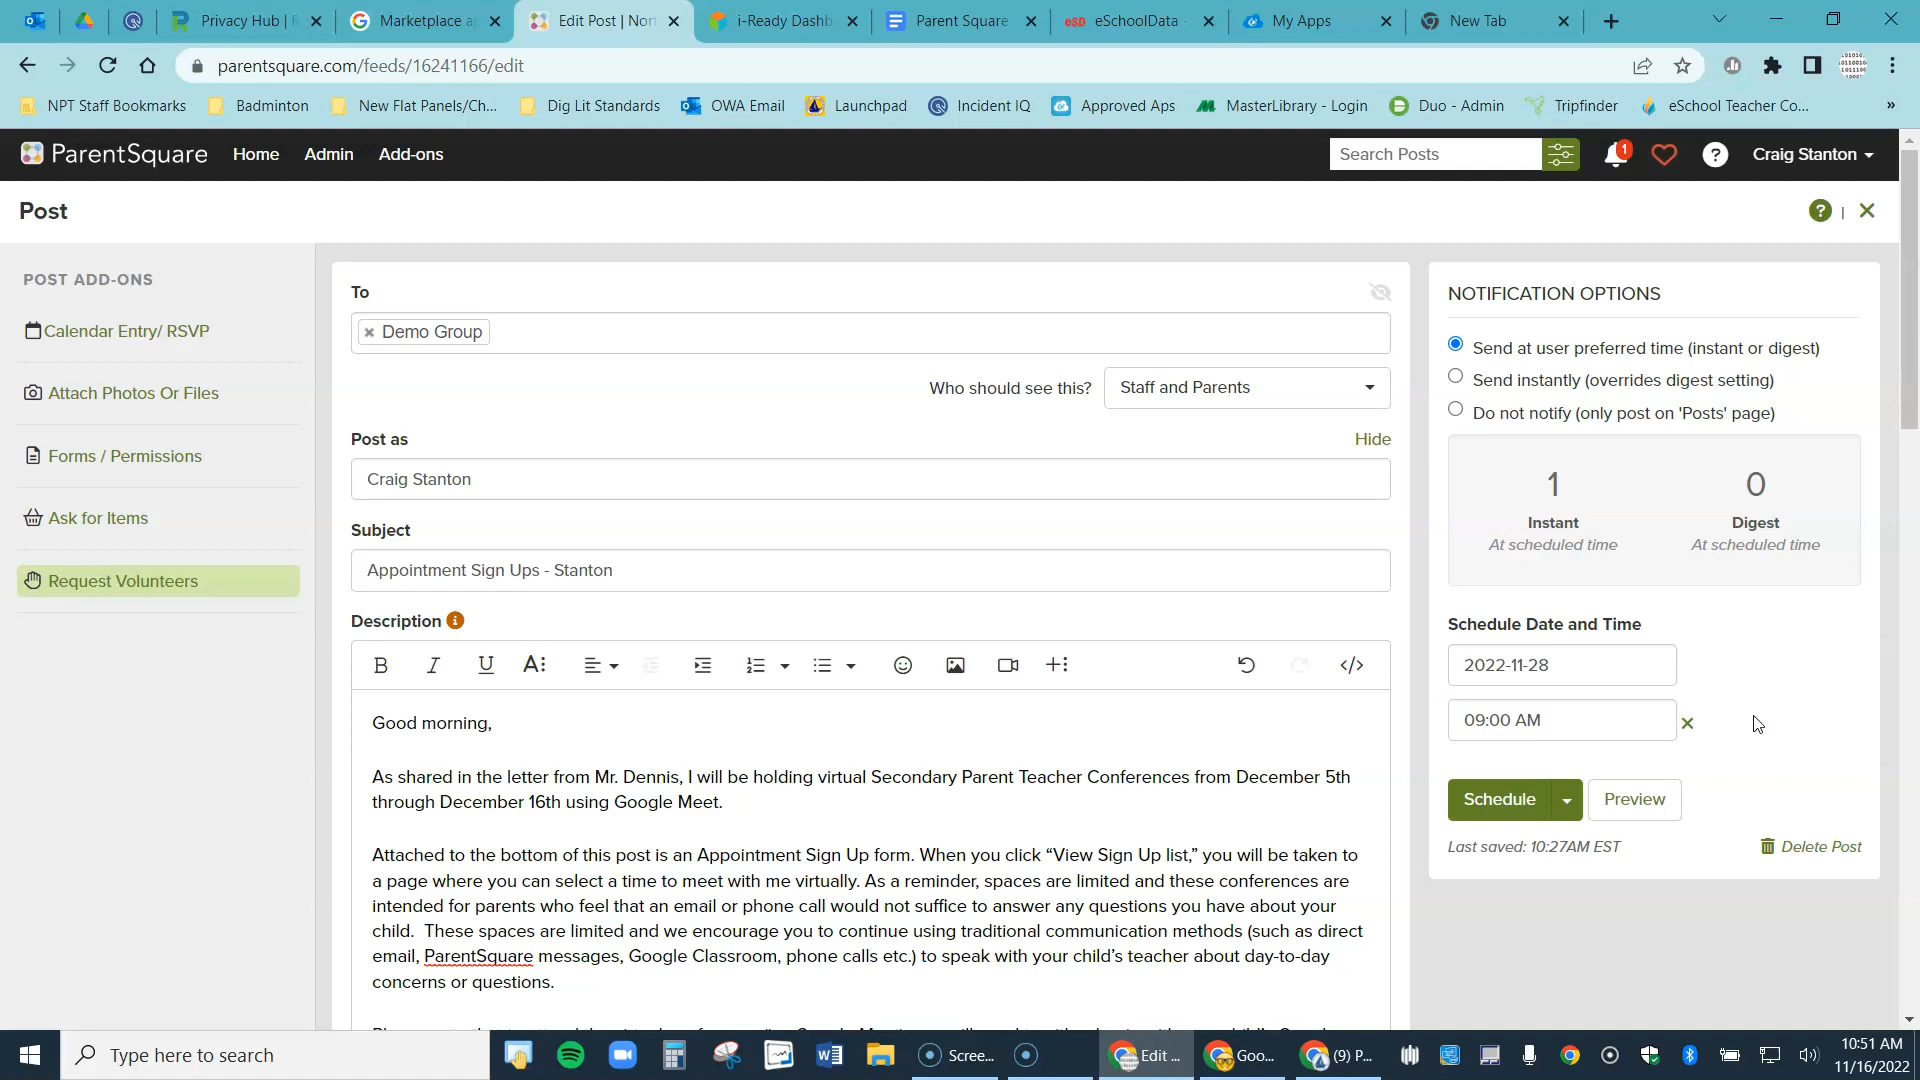 Privacy Hub | R
Marketplace a
Edit Post | Nor
i-Ready Dashb
Parent Square
eSD eSchoolData
My Apps
New Tab
parentsquare.com/feeds/16241166/edit
NPT Staff Bookmarks
Badminton
New Flat Panels/Ch...
Dig Lit Standards
OWA Email
Launchpad
Incident IQ
Approved Aps
MasterLibrary - Login
Duo - Admin
Tripfinder
eSchool Teacher Co...
»
ParentSquare
Home
Admin
Add-ons
Search Posts
1
?
Craig Stanton
Post
? |
POST ADD-ONS
Calendar Entry/ RSVP
Attach Photos Or Files
Forms / Permissions
Ask for Items
Request Volunteers
To
× Demo Group
Who should see this? Staff and Parents
Post as
Hide
Craig Stanton
Subject
Appointment Sign Ups - Stanton
Description
Good morning,
As shared in the letter from Mr. Dennis, I will be holding virtual Secondary Parent Teacher Conferences from December 5th
through December 16th using Google Meet.
Attached to the bottom of this post is an Appointment Sign Up form. When you click “View Sign Up list,” you will be taken to
a page where you can select a time to meet with me virtually. As a reminder, spaces are limited and these conferences are
intended for parents who feel that an email or phone call would not suffice to answer any questions you have about your
child.  These spaces are limited and we encourage you to continue using traditional communication methods (such as direct
email, ParentSquare messages, Google Classroom, phone calls etc.) to speak with your child’s teacher about day-to-day
concerns or questions.
NOTIFICATION OPTIONS
Send at user preferred time (instant or digest)
Send instantly (overrides digest setting)
Do not notify (only post on 'Posts' page)
1
Instant
At scheduled time
0
Digest
At scheduled time
Schedule Date and Time
2022-11-28
09:00 AM
Schedule
Preview
Last saved: 10:27AM EST
Delete Post
Type here to search
Scree...
Edit ...
Goo...
(9) P...
10:51 AM
11/16/2022